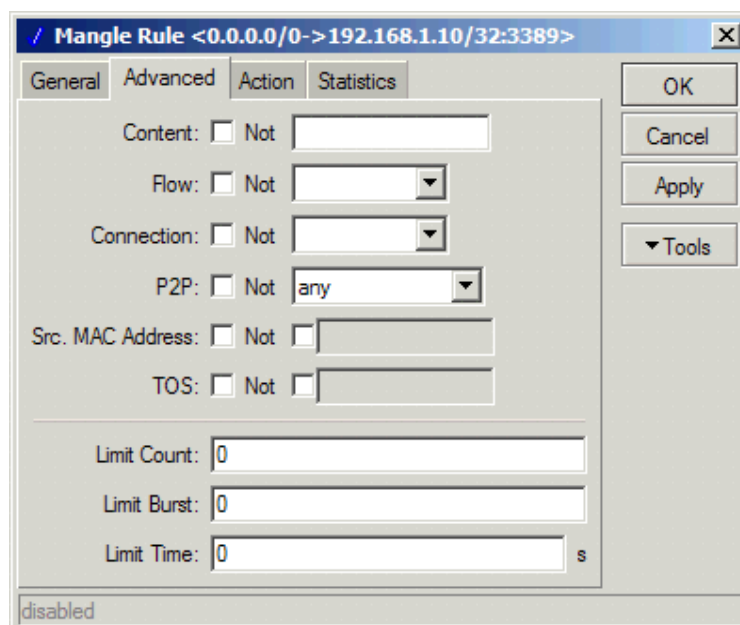 Mangle Rule <0.0.0.0/0->192.168.1.10/32:3389>
General Advanced Action Statistics
OK
Cancel
Apply
Tools
Content: Not
Flow: Not
Connection: Not
P2P: Not any
Src. MAC Address: Not
TOS: Not
Limit Count: 0
Limit Burst: 0
Limit Time: 0 s
disabled